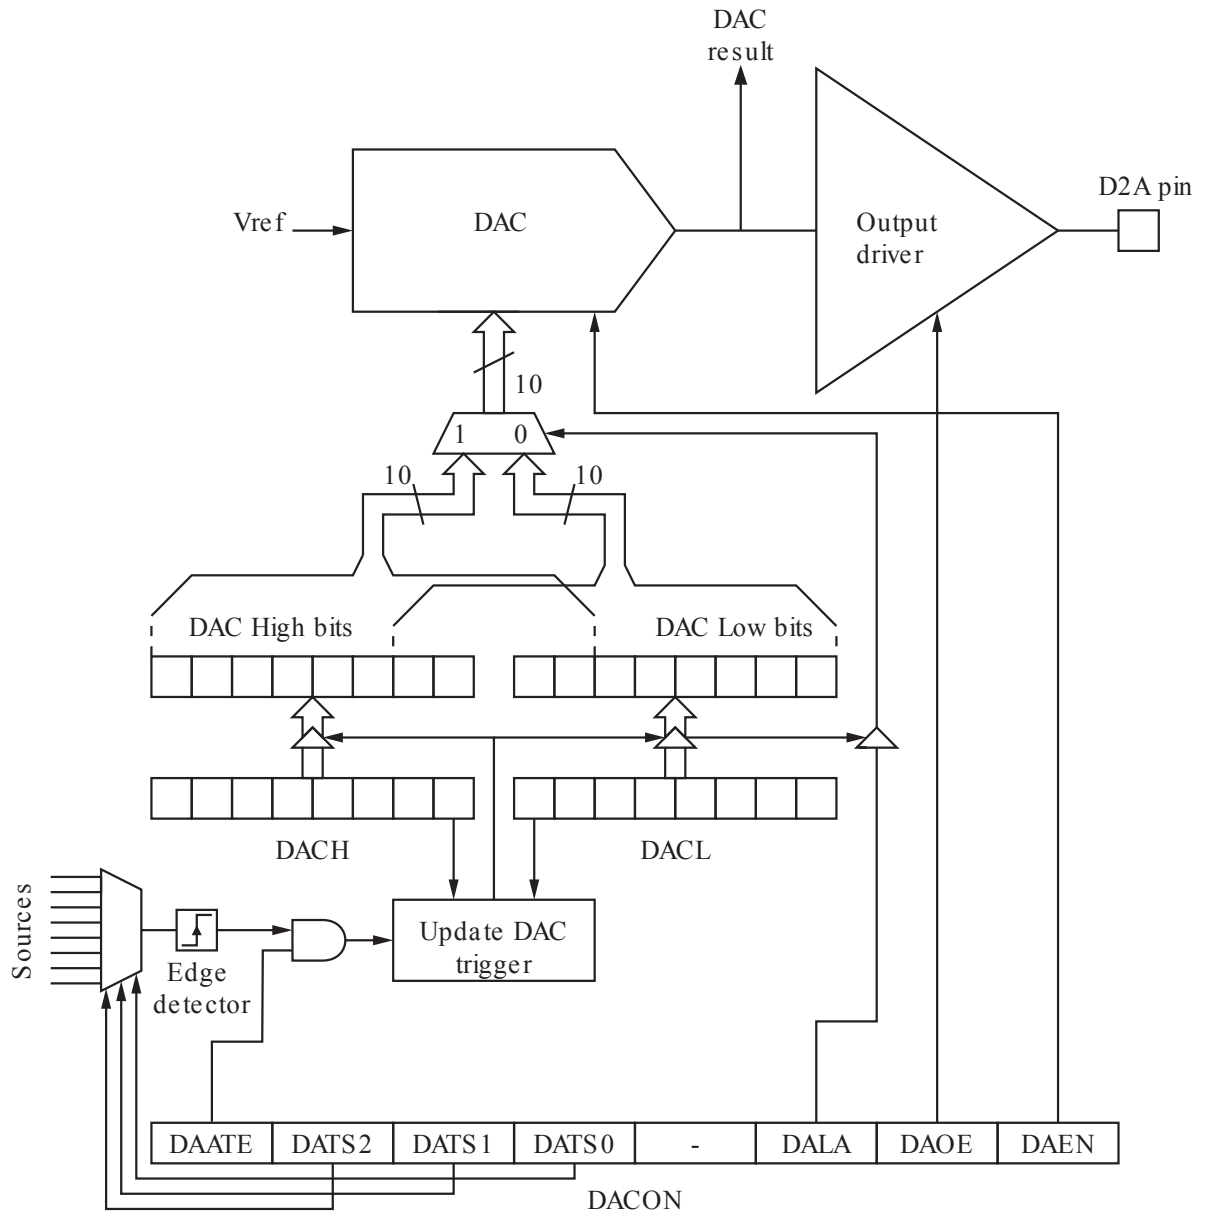 DAC
result
D2A pin
Vref
DAC
Output
driver
10
1 0
10 10
DAC High bits DAC Low bits
DACH DACL
Sources
Update DAC
trigger
Edge
detector
DAATE DATS2 DATS1 DATS0 - DALA DAOE DAEN
DACON